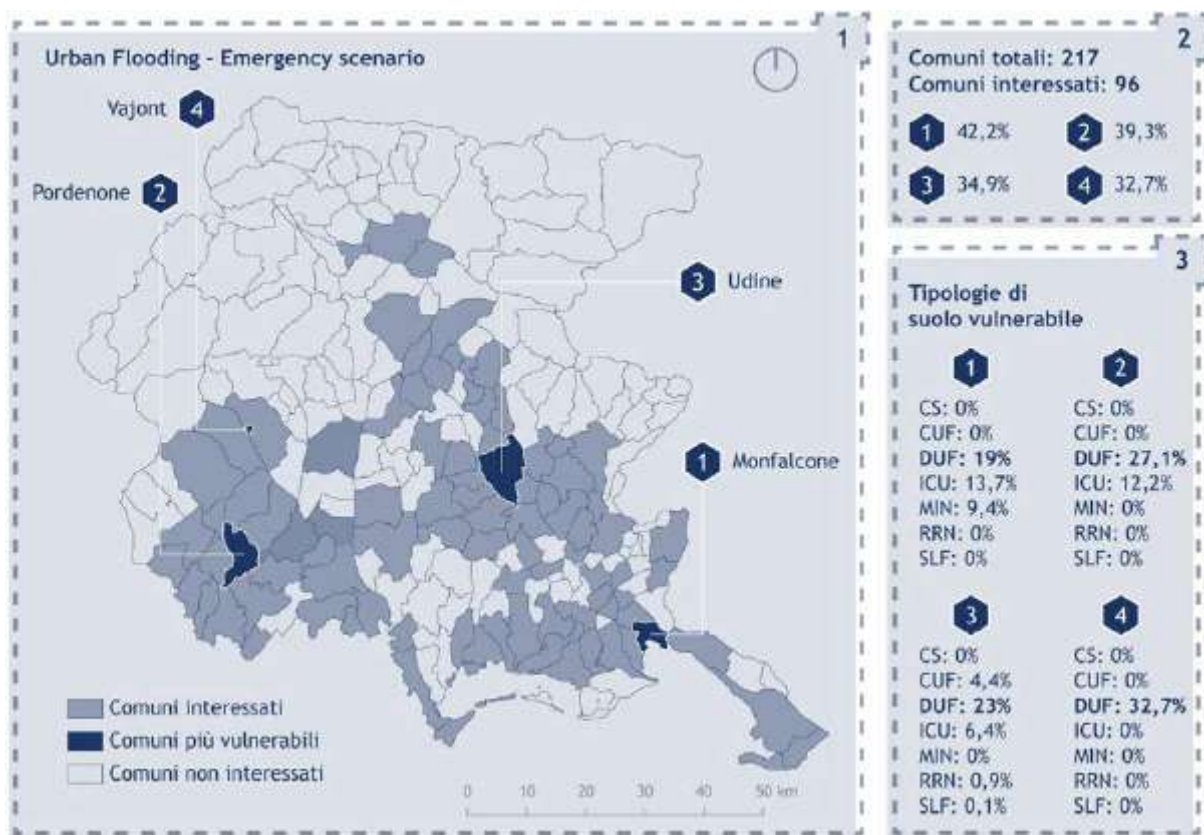 1
Urban Flooding - Emergency scenario
Vajont 4
Pordenone 2
3 Udine
1 Monfalcone
Comuni interessati
Comuni più vulnerabili
Comuni non interessati
0 10 20 30 40 50 km
2
Comuni totali: 217
Comuni interessati: 96
1 42,2% 2 39,3%
3 34,9% 4 32,7%
3
Tipologie di
suolo vulnerabile
1 2
CS: 0% CS: 0%
CUF: 0% CUF: 0%
DUF: 19% DUF: 27,1%
ICU: 13,7% ICU: 12,2%
MIN: 9,4% MIN: 0%
RRN: 0% RRN: 0%
SLF: 0% SLF: 0%
3 4
CS: 0% CS: 0%
CUF: 4,4% CUF: 0%
DUF: 23% DUF: 32,7%
ICU: 6,4% ICU: 0%
MIN: 0% MIN: 0%
RRN: 0,9% RRN: 0%
SLF: 0,1% SLF: 0%